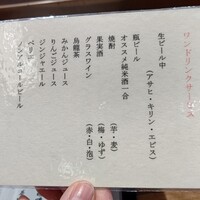 ワンドリンクサービス
生ビール中
(アサヒ・キリン・エビス)
瓶ビール
オススメ純米酒一合
焼酎 (芋・麦)
果実酒 (梅・ゆず)
グラスワイン (赤・白・泡)
烏龍茶
みかんジュース
りんごジュース
ジンジャエール
ペリエ
ノンアルコールビール